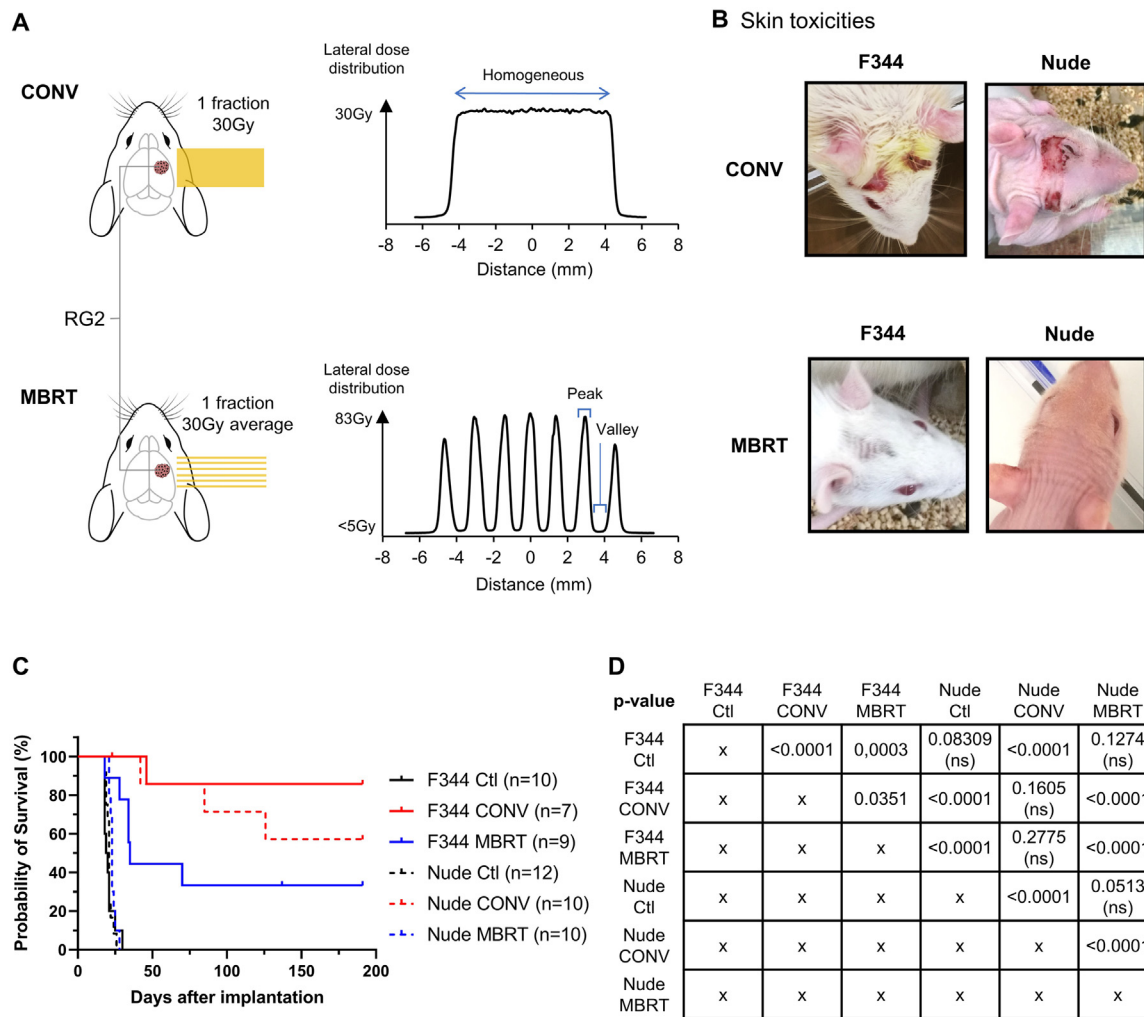 A
CONV
1 fraction
30Gy
RG2
MBRT
1 fraction
30Gy average
Lateral dose
distribution
Homogeneous
30Gy
-8 -6 -4 -2 0 2 4 6 8
Distance (mm)
Lateral dose
distribution
Peak
83Gy
Valley
<5Gy
-8 -6 -4 -2 0 2 4 6 8
Distance (mm)
B Skin toxicities
F344 Nude
CONV
F344 Nude
MBRT
C
Probability of Survival (%)
100
80
60
40
20
0
0 50 75 100 150 200
Days after implantation
F344 Ctl (n=10)
F344 CONV (n=7)
F344 MBRT (n=9)
Nude Ctl (n=12)
Nude CONV (n=10)
Nude MBRT (n=10)
D
p-value
F344 Ctl F344 CONV F344 MBRT Nude Ctl Nude CONV Nude MBRT
F344 Ctl x <0.0001 0,0003 0.08309 (ns) <0.0001 0.1274 (ns)
F344 CONV x x 0.0351 <0.0001 0.1605 (ns) <0.0001
F344 MBRT x x x <0.0001 0.2775 (ns) <0.0001
Nude Ctl x x x x <0.0001 0.0513 (ns)
Nude CONV x x x x x <0.0001
Nude MBRT x x x x x x